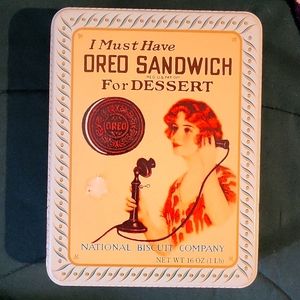 I Must Have
OREO SANDWICH
For DESSERT
OREO
NATIONAL BISCUIT COMPANY
NET WT 16 OZ (1 Lb)